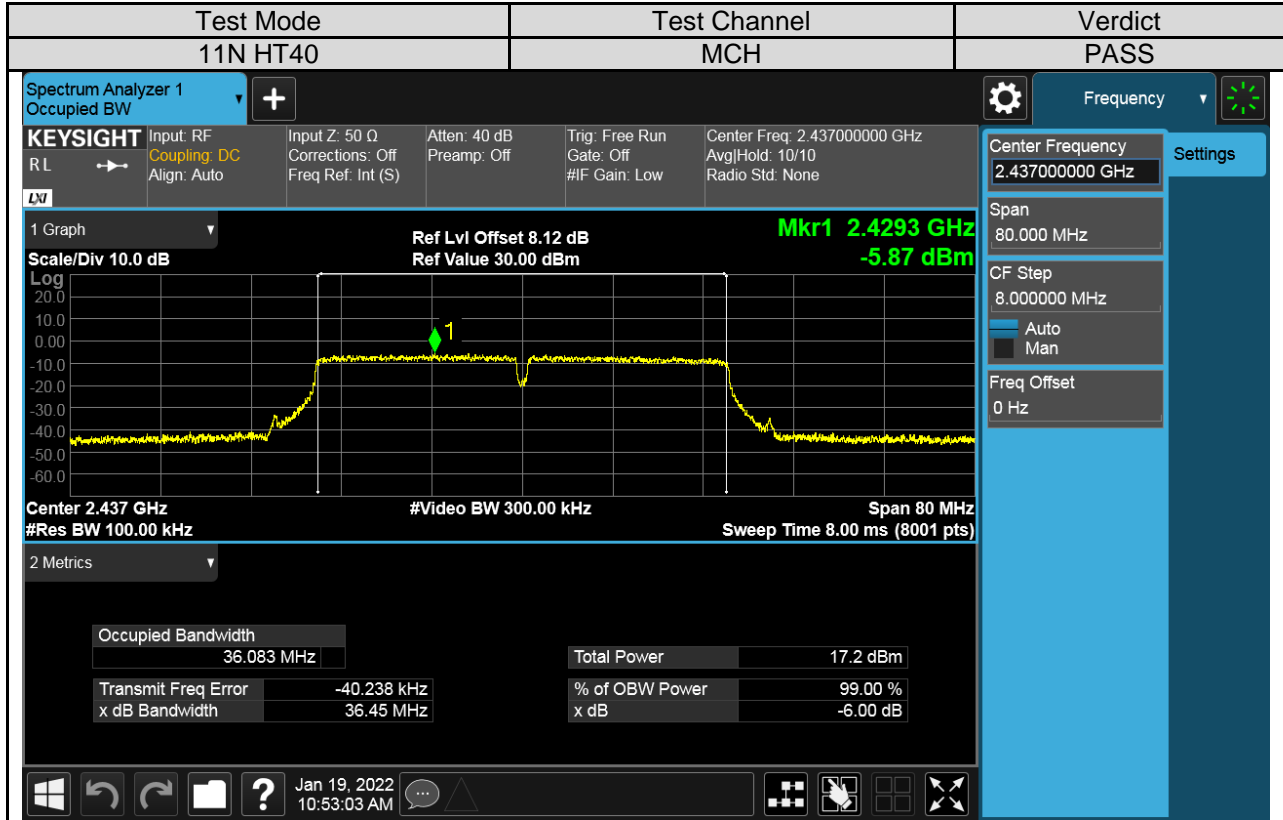 Test Mode Test Channel Verdict
11N HT40 MCH PASS
Spectrum Analyzer 1
Occupied BW
Frequency
KEYSIGHT Input: RF Input Z: 50 Ω Atten: 40 dB Trig: Free Run Center Freq: 2.437000000 GHz
R L Coupling: DC Corrections: Off Preamp: Off Gate: Off Avg|Hold: 10/10
Align: Auto Freq Ref: Int (S) #IF Gain: Low Radio Std: None
LXI
Center Frequency
2.437000000 GHz
Settings
Span
80.000 MHz
CF Step
8.000000 MHz
Auto
Man
Freq Offset
0 Hz
1 Graph
Ref Lvl Offset 8.12 dB
Mkr1 2.4293 GHz
Scale/Div 10.0 dB
Ref Value 30.00 dBm
-5.87 dBm
Log
20.0
10.0
0.00
-10.0
-20.0
-30.0
-40.0
-50.0
-60.0
1
Center 2.437 GHz #Video BW 300.00 kHz Span 80 MHz
#Res BW 100.00 kHz Sweep Time 8.00 ms (8001 pts)
2 Metrics
Occupied Bandwidth
36.083 MHz
Total Power 17.2 dBm
Transmit Freq Error -40.238 kHz
% of OBW Power 99.00 %
x dB Bandwidth 36.45 MHz
x dB -6.00 dB
?
Jan 19, 2022
10:53:03 AM